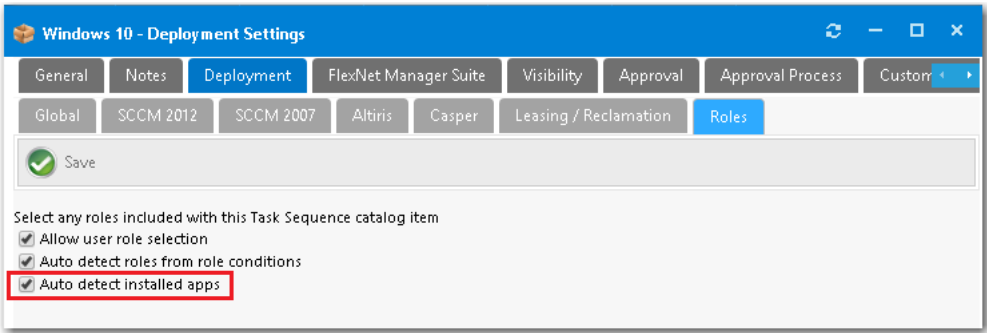 Windows 10 - Deployment Settings
General Notes Deployment FlexNet Manager Suite Visibility Approval Approval Process Custom
Global SCCM 2012 SCCM 2007 Altiris Casper Leasing / Reclamation Roles
Save
Select any roles included with this Task Sequence catalog item
Allow user role selection
Auto detect roles from role conditions
Auto detect installed apps